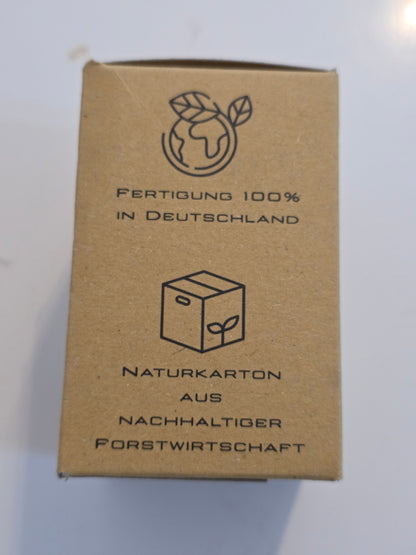 Fertigung 100%
in Deutschland
Naturkarton
aus
nachhaltiger
Forstwirtschaft